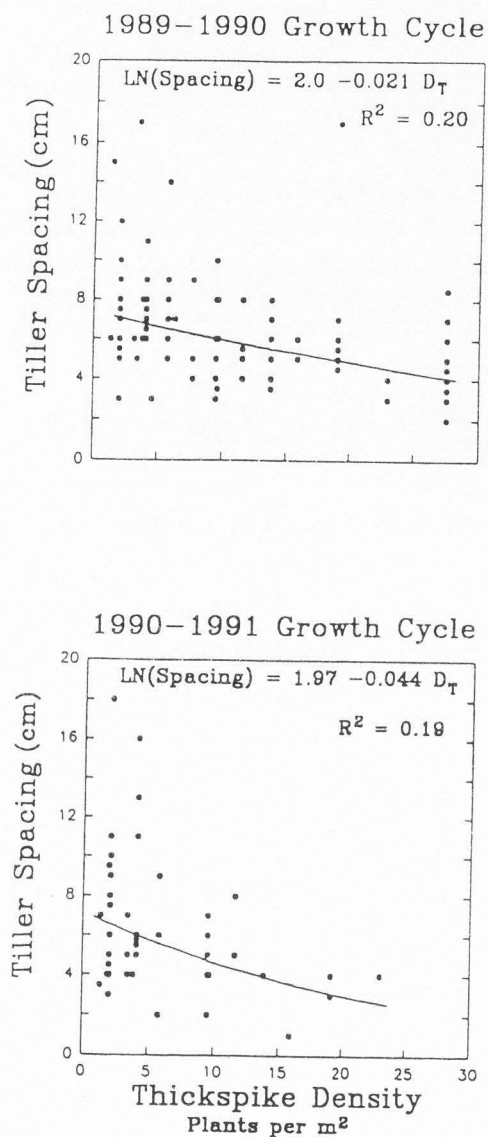 1989-1990 Growth Cycle
20
LN(Spacing) = 2.0 -0.021 D_T
R² = 0.20
16
12
8
4
0
Tiller Spacing (cm)
1990-1991 Growth Cycle
20
LN(Spacing) = 1.97 -0.044 D_T
R² = 0.19
16
12
8
4
0
Tiller Spacing (cm)
0 5 10 15 20 25 30
Thickspike Density
Plants per m²